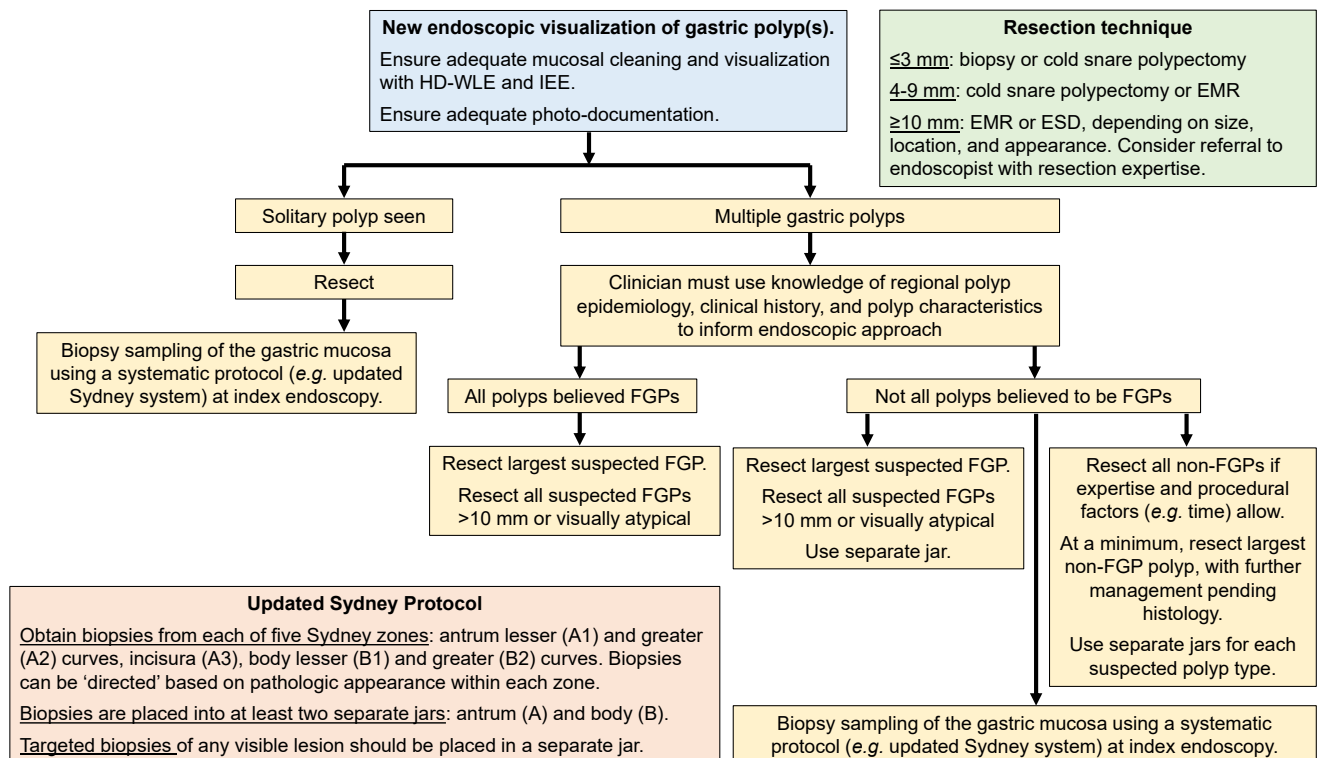 New endoscopic visualization of gastric polyp(s).
Ensure adequate mucosal cleaning and visualization
with HD-WLE and IEE.
Ensure adequate photo-documentation.
Resection technique
≤3 mm: biopsy or cold snare polypectomy
4-9 mm: cold snare polypectomy or EMR
≥10 mm: EMR or ESD, depending on size,
location, and appearance. Consider referral to
endoscopist with resection expertise.
Solitary polyp seen
Multiple gastric polyps
Resect
Clinician must use knowledge of regional polyp
epidemiology, clinical history, and polyp characteristics
to inform endoscopic approach
Biopsy sampling of the gastric mucosa
using a systematic protocol (e.g. updated
Sydney system) at index endoscopy.
All polyps believed FGPs
Not all polyps believed to be FGPs
Resect largest suspected FGP.
Resect all suspected FGPs
>10 mm or visually atypical
Resect largest suspected FGP.
Resect all suspected FGPs
>10 mm or visually atypical
Use separate jar.
Resect all non-FGPs if
expertise and procedural
factors (e.g. time) allow.
At a minimum, resect largest
non-FGP polyp, with further
management pending
histology.
Use separate jars for each
suspected polyp type.
Updated Sydney Protocol
Obtain biopsies from each of five Sydney zones: antrum lesser (A1) and greater
(A2) curves, incisura (A3), body lesser (B1) and greater (B2) curves. Biopsies
can be ‘directed’ based on pathologic appearance within each zone.
Biopsies are placed into at least two separate jars: antrum (A) and body (B).
Targeted biopsies of any visible lesion should be placed in a separate jar.
Biopsy sampling of the gastric mucosa using a systematic
protocol (e.g. updated Sydney system) at index endoscopy.